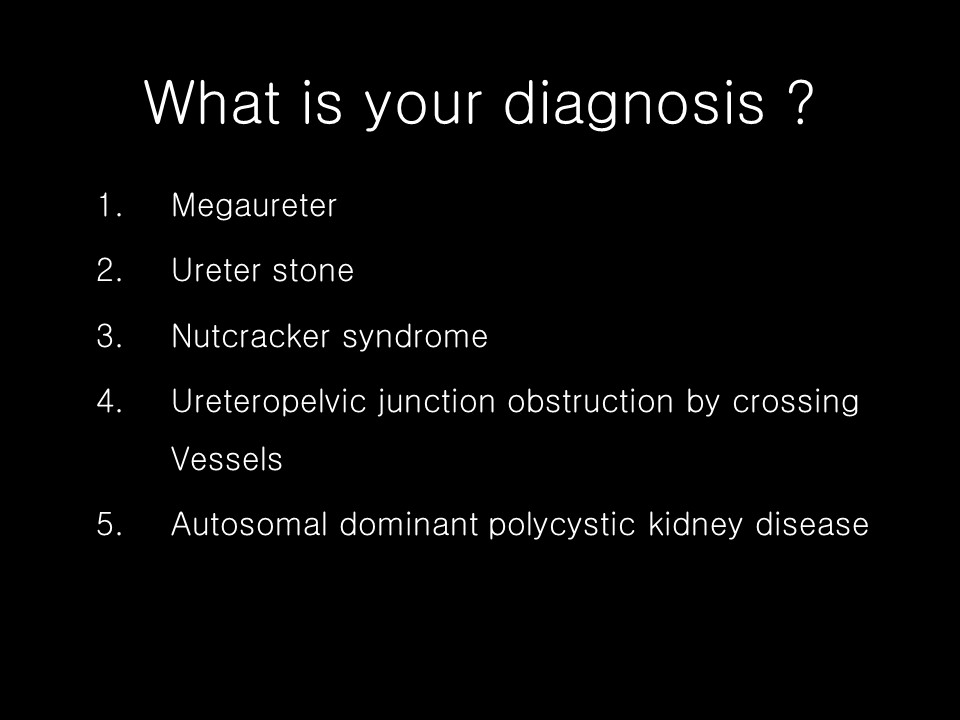 What is your diagnosis ?
1. Megaureter
2. Ureter stone
3. Nutcracker syndrome
4. Ureteropelvic junction obstruction by crossing
Vessels
5. Autosomal dominant polycystic kidney disease